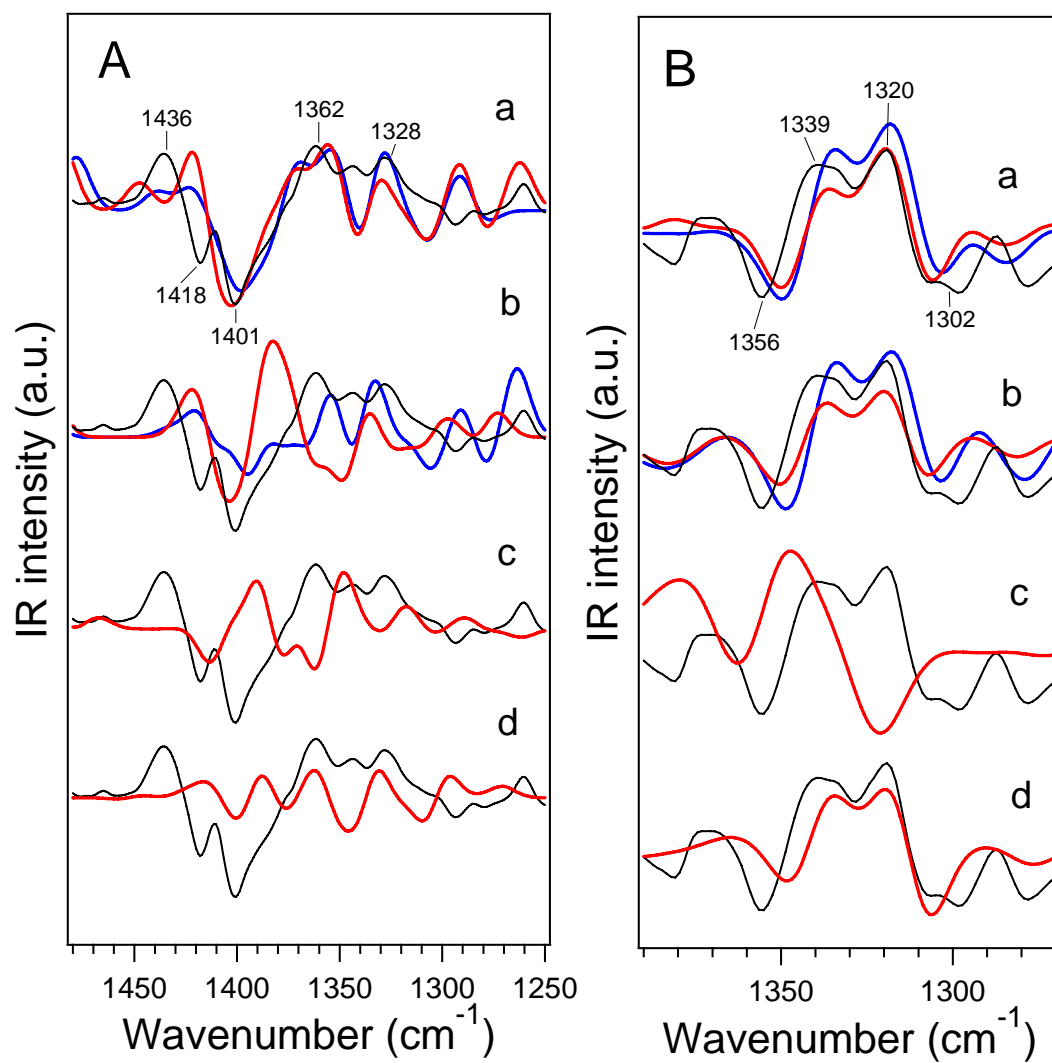 A
a
1436
1362
1328
1418
1401
b
c
d
IR intensity (a.u.)
1450
1400
1350
1300
1250
Wavenumber (cm⁻¹)
B
1320
1339
a
1356
1302
b
c
d
IR intensity (a.u.)
1350
1300
Wavenumber (cm⁻¹)